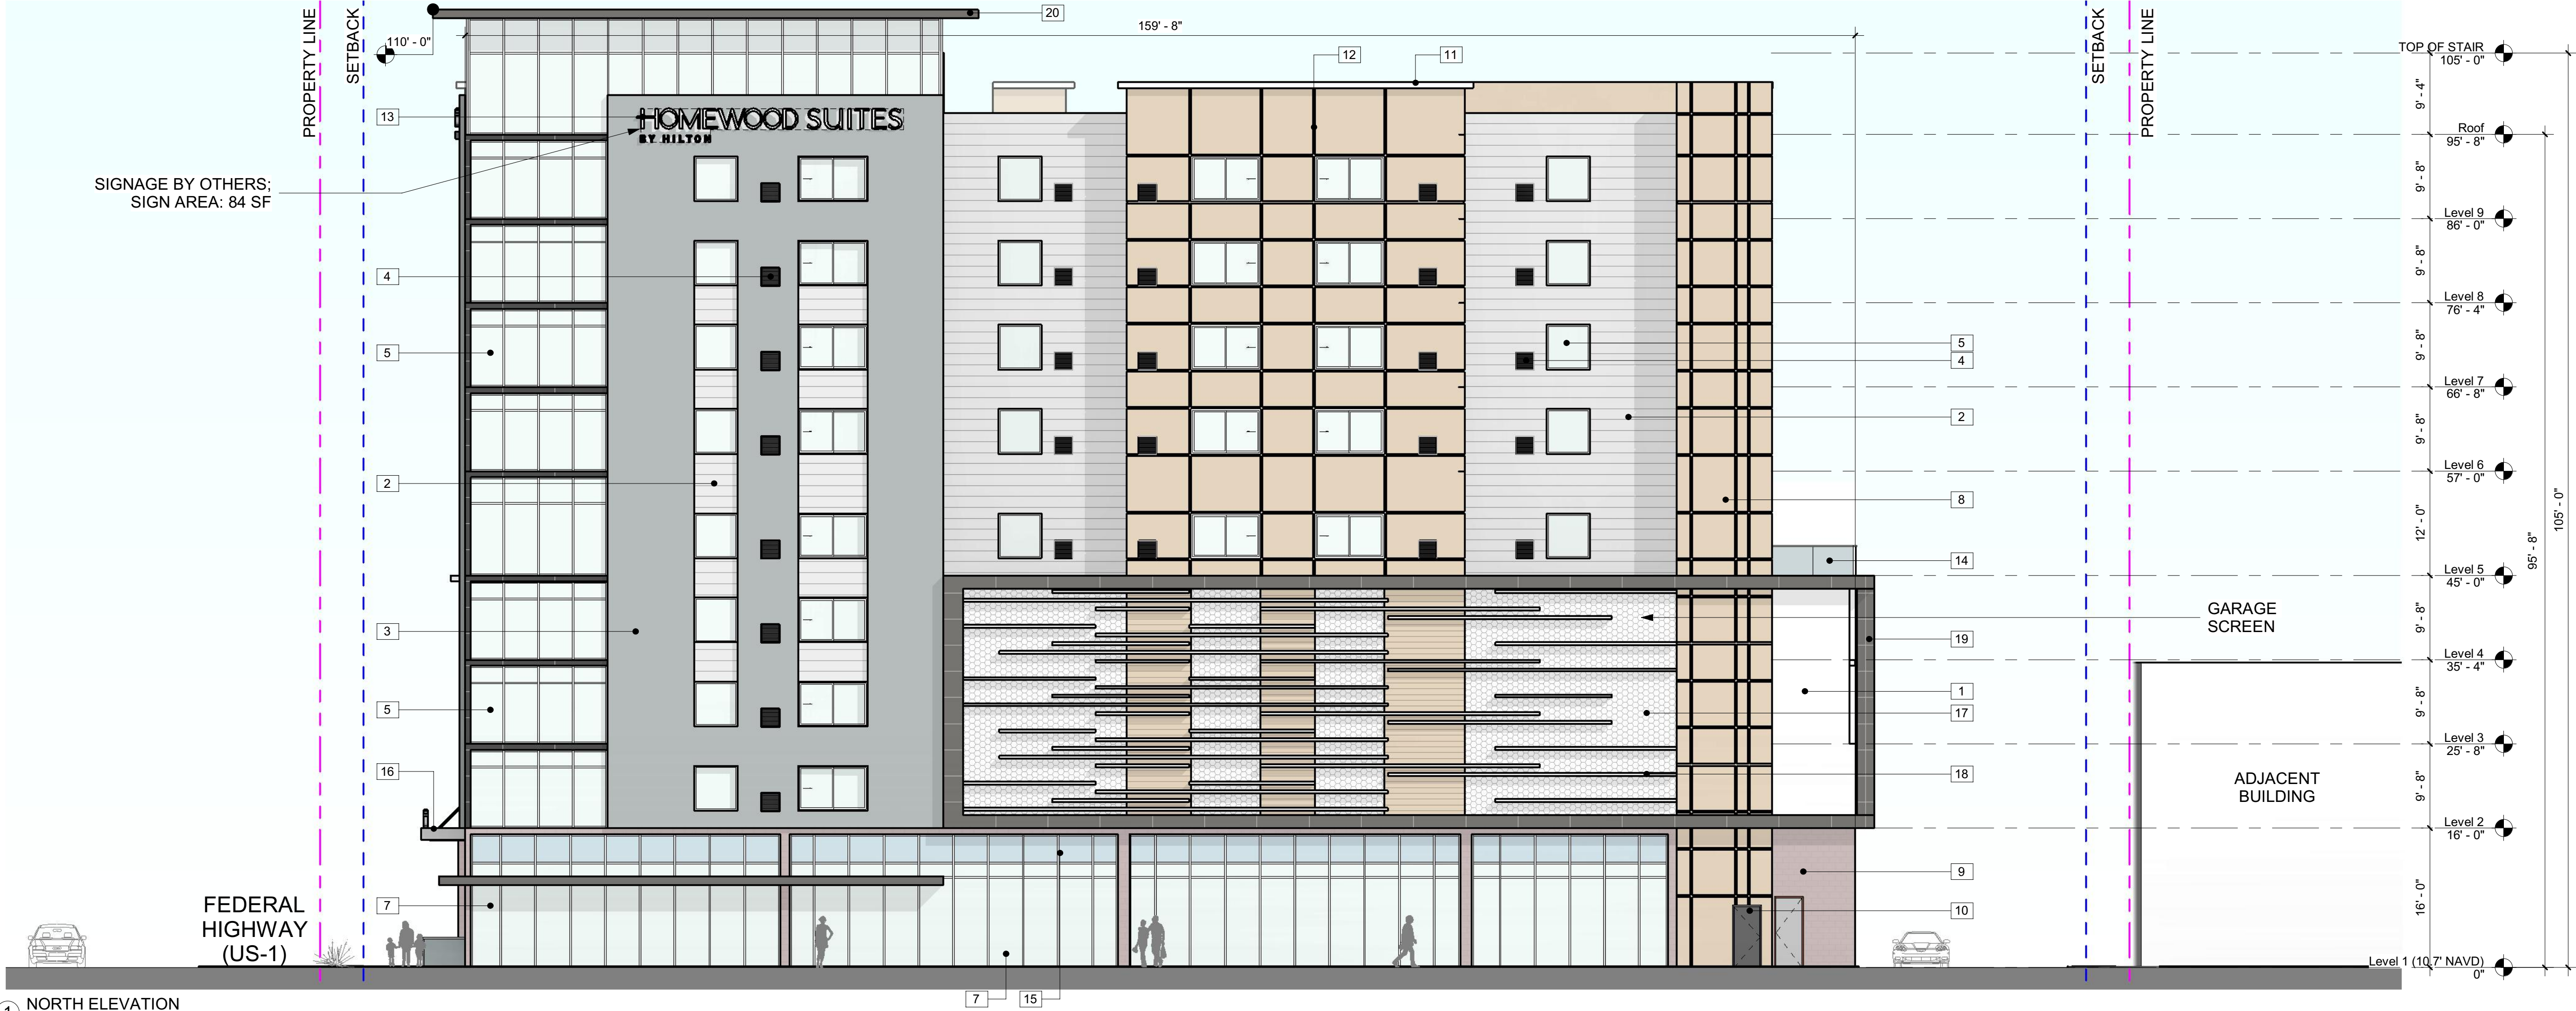 PROPERTY LINE
SETBACK
110' - 0"
20
159' - 8"
12
11
SETBACK
PROPERTY LINE
TOP OF STAIR
105' - 0"
9' - 4"
13
HOMEWOOD SUITES
BY HILTON
Roof
95' - 8"
SIGNAGE BY OTHERS;
SIGN AREA: 84 SF
9' - 8"
Level 9
86' - 0"
4
9' - 8"
Level 8
76' - 4"
5
5
4
9' - 8"
Level 7
66' - 8"
2
9' - 8"
Level 6
57' - 0"
2
8
12' - 0"
105' - 0"
95' - 8"
14
Level 5
45' - 0"
3
GARAGE
SCREEN
19
9' - 8"
Level 4
35' - 4"
5
1
17
9' - 8"
Level 3
25' - 8"
16
18
ADJACENT
BUILDING
9' - 8"
Level 2
16' - 0"
9
FEDERAL
HIGHWAY
(US-1)
7
10
16' - 0"
Level 1 (10.7' NAVD)
0"
7
15
1
NORTH ELEVATION